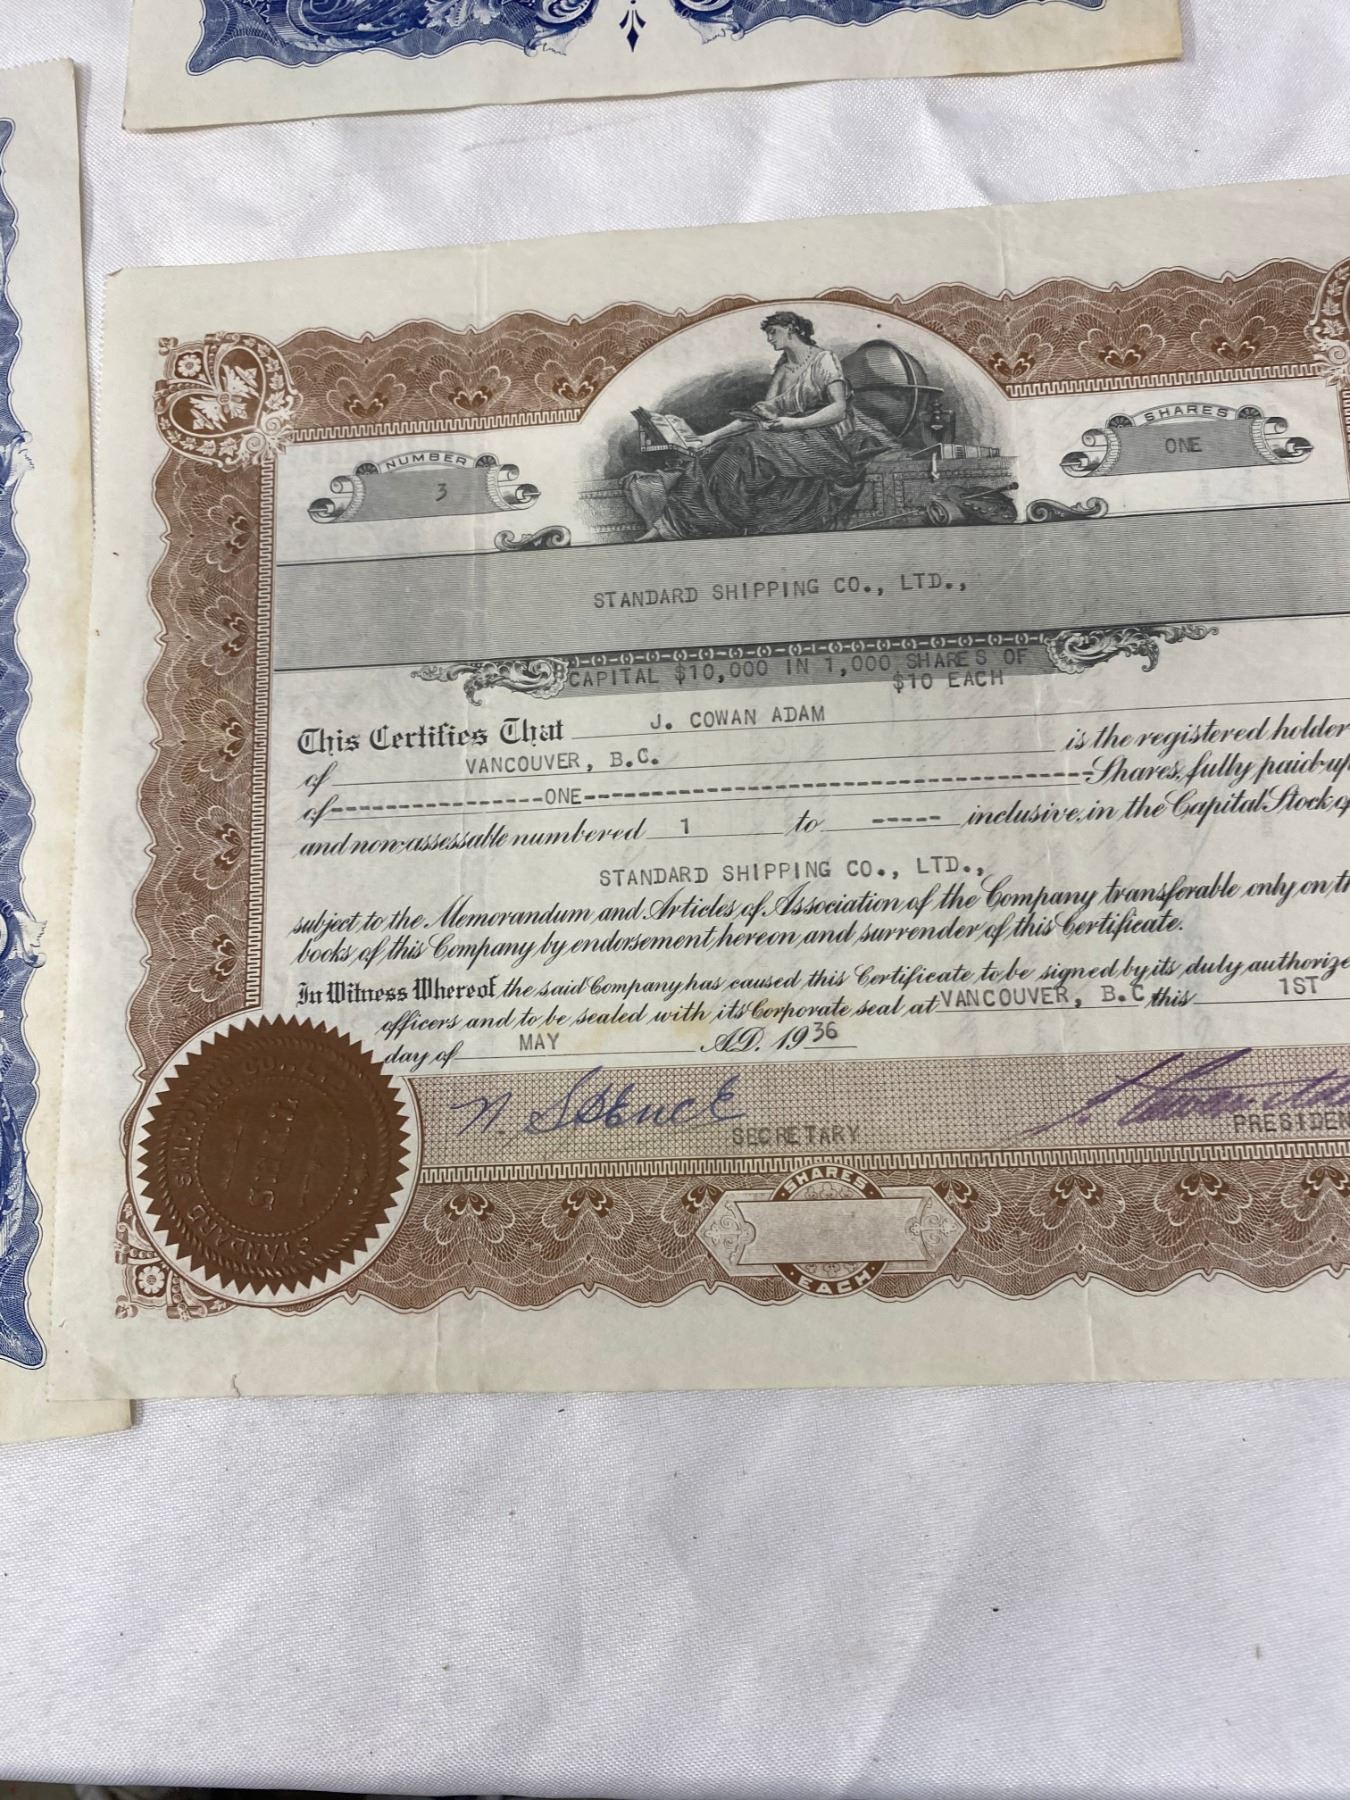 NUMBER
3
SHARES
ONE
STANDARD SHIPPING CO., LTD.,
CAPITAL $10,000 IN 1,000 SHARES OF
$10 EACH
This Certifies That J. COWAN ADAM
of VANCOUVER, B.C. is the registered holder
of ---------------ONE----------------------------------- Shares, fully paid-up
and non-assessable numbered 1 to ----- inclusive, in the Capital Stock of
STANDARD SHIPPING CO., LTD.,
subject to the Memorandum and Articles of Association of the Company transferable only on
books of this Company by endorsement hereon and surrender of this Certificate.
In Witness Whereof the said Company has caused this Certificate to be signed by its duly
officers and to be sealed with its Corporate seal at VANCOUVER, B.C this 1ST
day of MAY A.D. 1936
SECRETARY
SHARES
EACH
STANDARD SHIPPING CO., LTD.